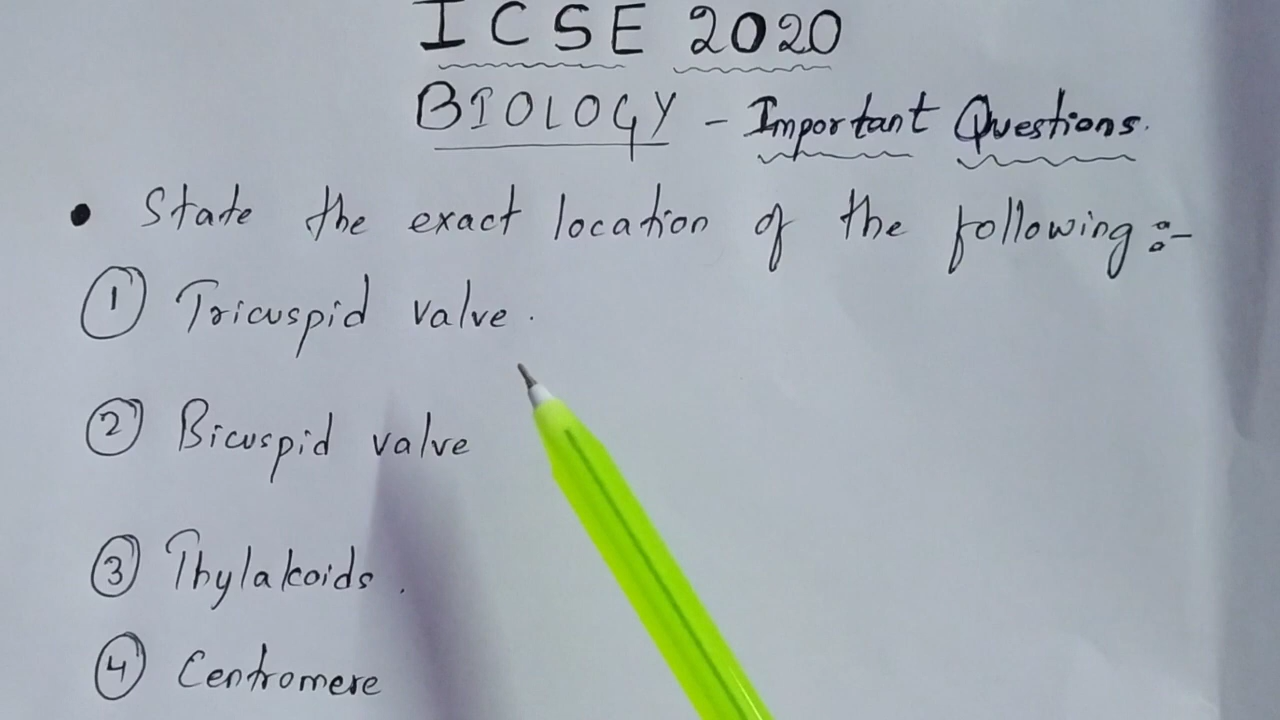 ICSE 2020
BIOLOGY - Important Questions.
• State the exact location of the following :-
① Tricuspid valve.
② Bicuspid valve
③ Thylakoids.
④ Centromere